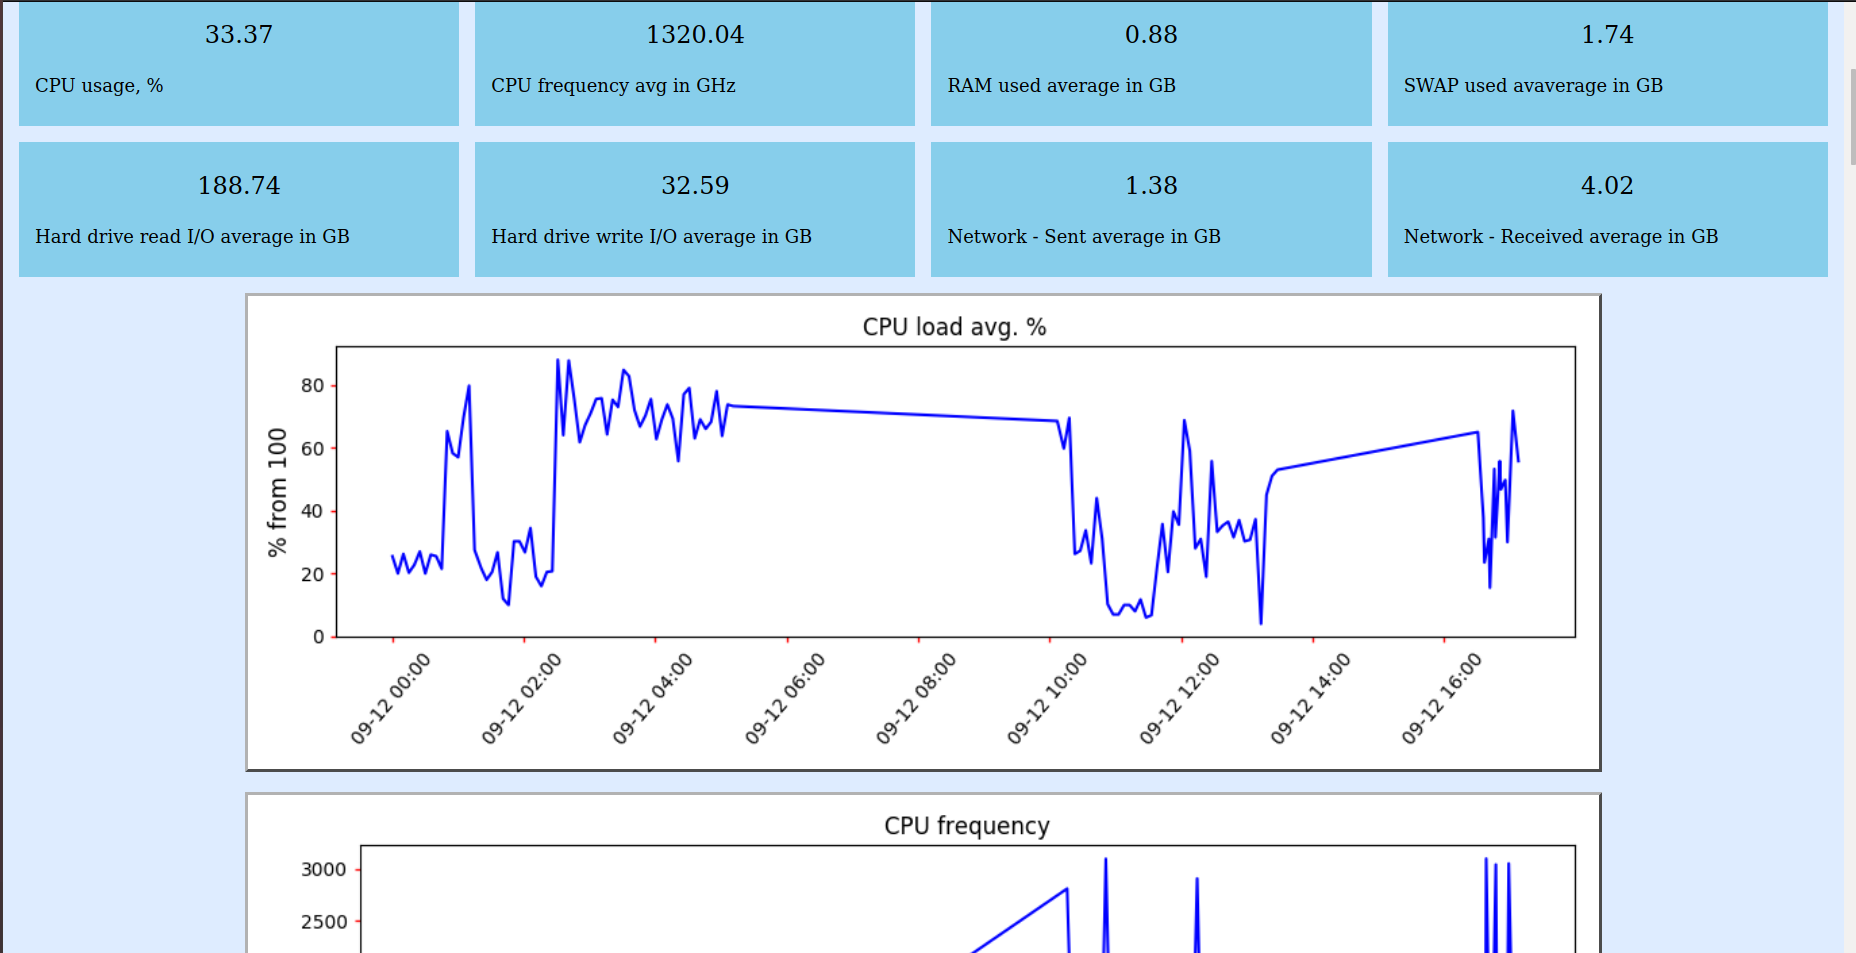 33.37
CPU usage, %
1320.04
CPU frequency avg in GHz
0.88
RAM used average in GB
1.74
SWAP used avaverage in GB
188.74
Hard drive read I/O average in GB
32.59
Hard drive write I/O average in GB
1.38
Network - Sent average in GB
4.02
Network - Received average in GB
CPU load avg. %
% from 100
80
60
40
20
0
09-12 00:00
09-12 02:00
09-12 04:00
09-12 06:00
09-12 08:00
09-12 10:00
09-12 12:00
09-12 14:00
09-12 16:00
CPU frequency
3000
2500